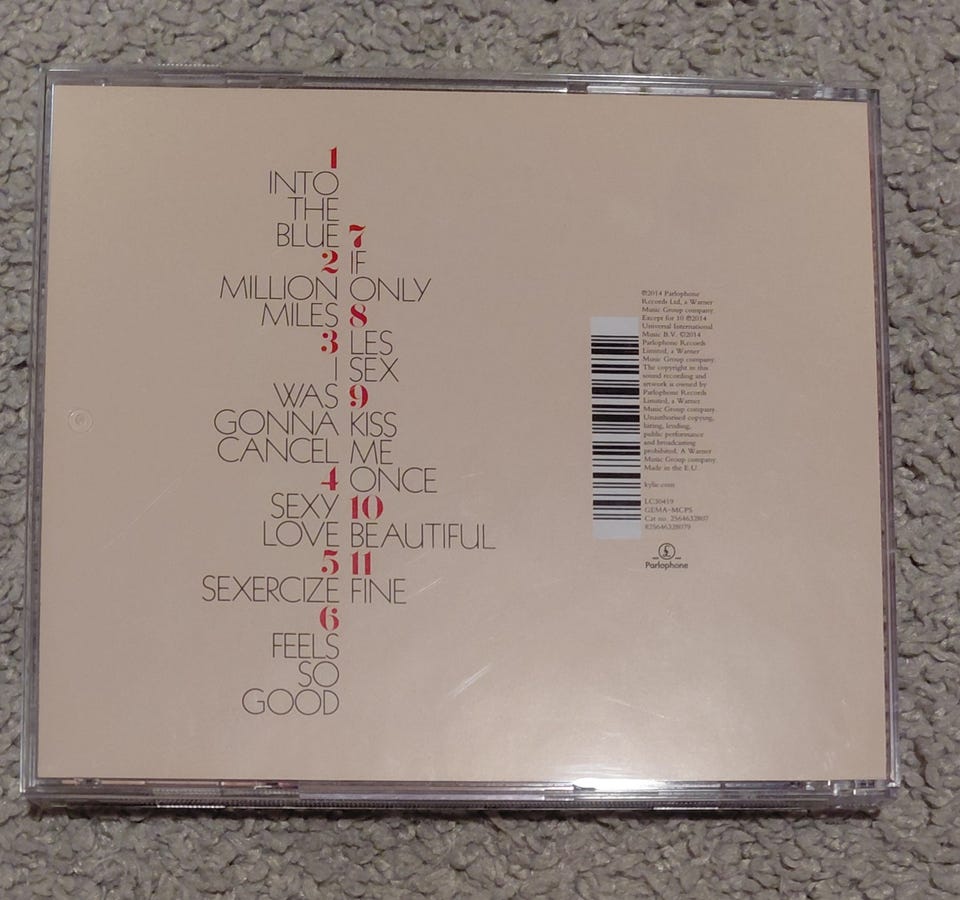 1
INTO
THE
BLUE
2
MILLION
MILES
3
I
WAS
GONNA
CANCEL
4
SEXY
LOVE
5
SEXERCIZE
6
FEELS
SO
GOOD
7
IF
ONLY
8
LES
SEX
9
KISS
ME
ONCE
10
BEAUTIFUL
11
FINE
℗2014 Parlophone
Records Ltd, a Warner
Music Group company.
Except for 10 ℗2014
Universal International
Music B.V. ©2014
Parlophone Records
Limited, a Warner
Music Group company.
The copyright in this
sound recording and
artwork is owned by
Parlophone Records
Limited, a Warner
Music Group company.
Unauthorised copying,
hiring, lending,
public performance
and broadcasting
prohibited. A Warner
Music Group company.
Made in the E.U.
kylie.com
LC30419
GEMA-MCPS
Cat no. 2564632807
825646328079
£
Parlophone